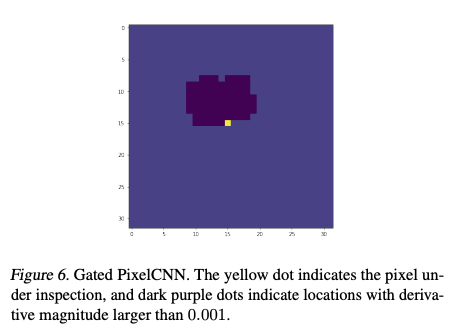 0
5
10
15
20
25
30
0 5 10 15 20 25 30
Figure 6. Gated PixelCNN. The yellow dot indicates the pixel un-
der inspection, and dark purple dots indicate locations with deriva-
tive magnitude larger than 0.001.